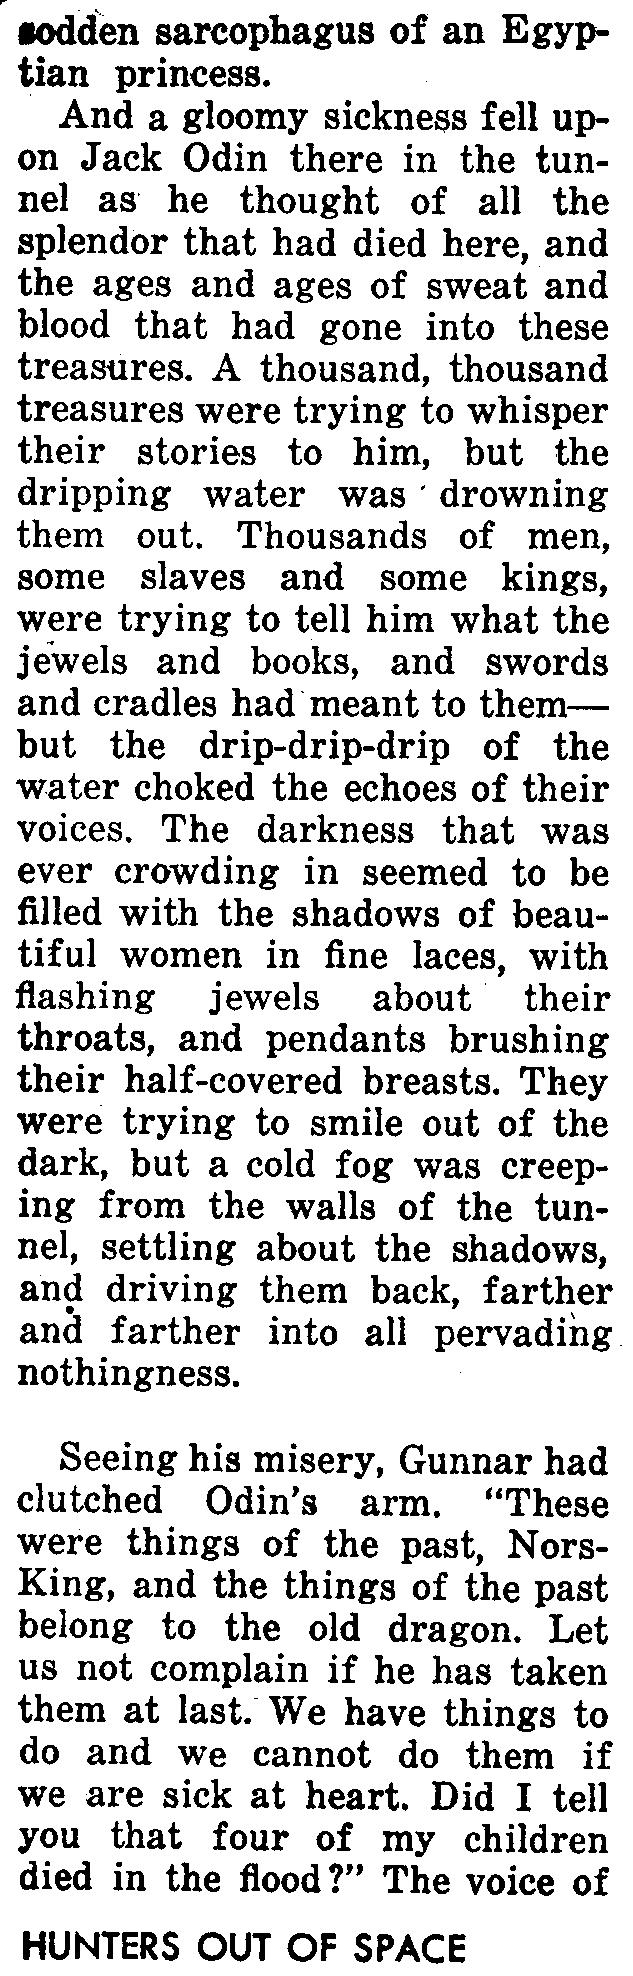 sodden sarcophagus of an Egyp-
tian princess.
And a gloomy sickness fell up-
on Jack Odin there in the tun-
nel as he thought of all the
splendor that had died here, and
the ages and ages of sweat and
blood that had gone into these
treasures. A thousand, thousand
treasures were trying to whisper
their stories to him, but the
dripping water was drowning
them out. Thousands of men,
some slaves and some kings,
were trying to tell him what the
jewels and books, and swords
and cradles had meant to them—
but the drip-drip-drip of the
water choked the echoes of their
voices. The darkness that was
ever crowding in seemed to be
filled with the shadows of beau-
tiful women in fine laces, with
flashing jewels about their
throats, and pendants brushing
their half-covered breasts. They
were trying to smile out of the
dark, but a cold fog was creep-
ing from the walls of the tun-
nel, settling about the shadows,
and driving them back, farther
and farther into all pervading
nothingness.
Seeing his misery, Gunnar had
clutched Odin's arm. “These
were things of the past, Nors-
King, and the things of the past
belong to the old dragon. Let
us not complain if he has taken
them at last. We have things to
do and we cannot do them if
we are sick at heart. Did I tell
you that four of my children
died in the flood?” The voice of
HUNTERS OUT OF SPACE